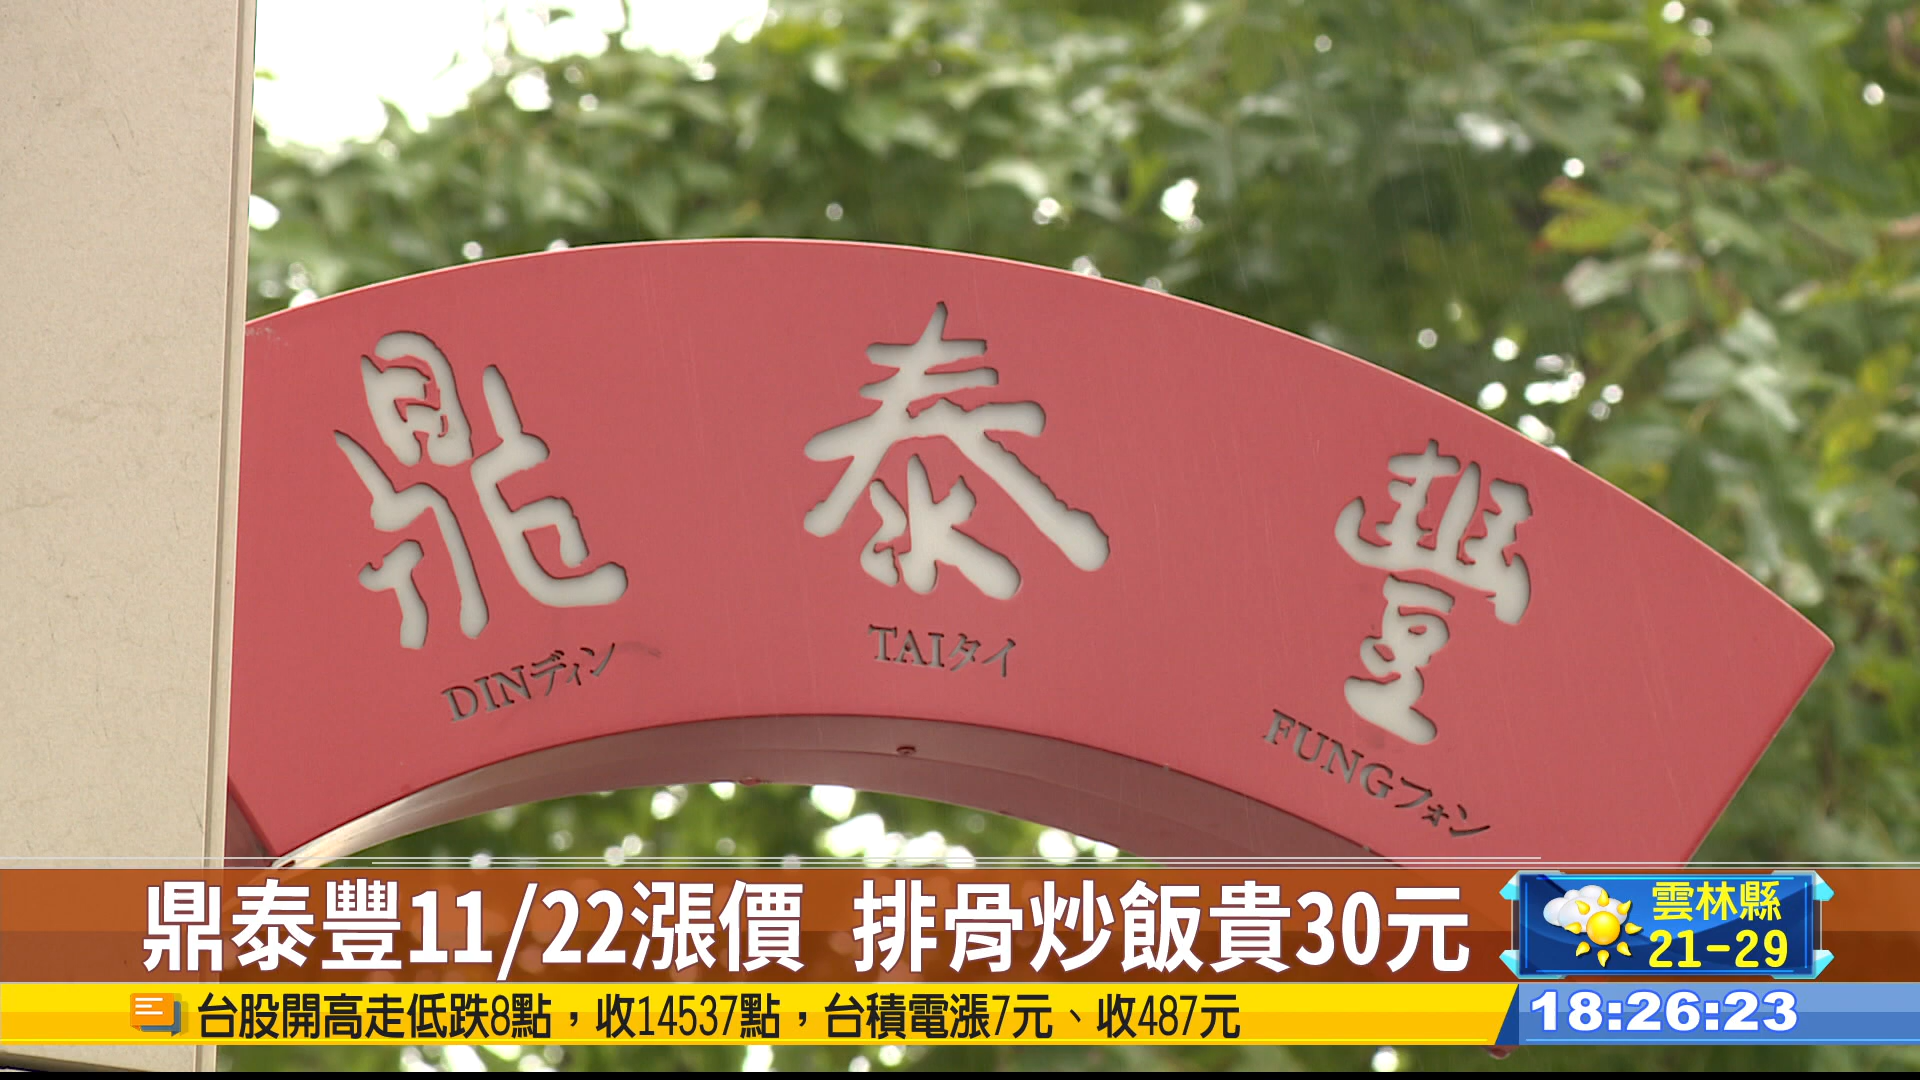 鼎 泰 豐
DINディン TAIタイ FUNGフォン
鼎泰豐11/22漲價 排骨炒飯貴30元
雲林縣
21-29
台股開高走低跌8點，收14537點，台積電漲7元、收487元
18:26:23